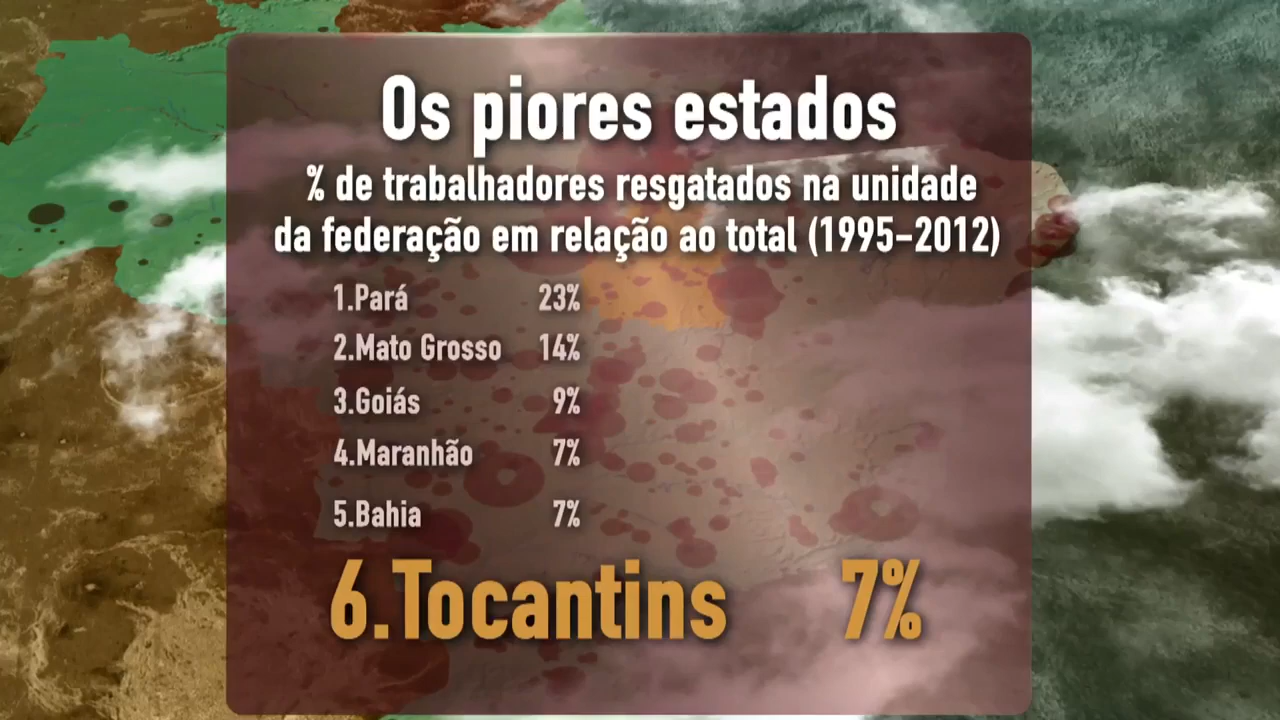 Os piores estados
% de trabalhadores resgatados na unidade
da federação em relação ao total (1995–2012)
1.Pará 23%
2.Mato Grosso 14%
3.Goiás 9%
4.Maranhão 7%
5.Bahia 7%
6.Tocantins 7%